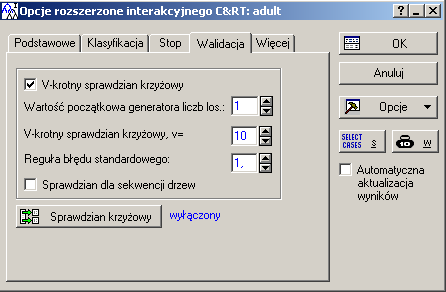 Opcje rozszerzone interakcyjnego C&RT: adult
Podstawowe Klasyfikacja Stop Walidacja Więcej
V-krotny sprawdzian krzyżowy
Wartość początkowa generatora liczb los.: 1
V-krotny sprawdzian krzyżowy, v= 10
Reguła błędu standardowego: 1,
Sprawdzian dla sekwencji drzew
Sprawdzian krzyżowy wyłączony
OK
Anuluj
Opcje
SELECT CASES S W
Automatyczna
aktualizacja
wyników